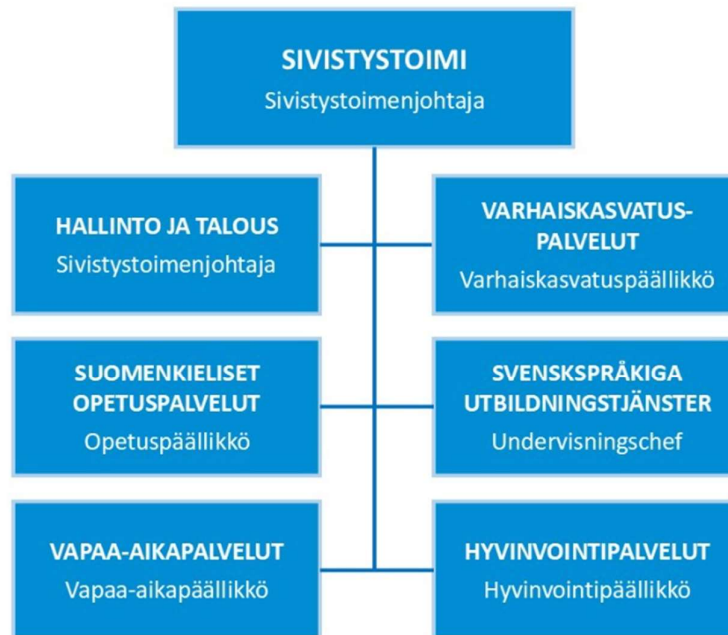 SIVISTYSTOIMI
Sivistystoimenjohtaja
HALLINTO JA TALOUS
Sivistystoimenjohtaja
VARHAISKASVATUS-
PALVELUT
Varhaiskasvatuspäällikkö
SUOMENKIELISET
OPETUSPALVELUT
Opetuspäällikkö
SVENSKSPRÅKIGA
UTBILDNINGSTJÄNSTER
Undervisningschef
VAPAA-AIKAPALVELUT
Vapaa-aikapäällikkö
HYVINVOINTIPALVELUT
Hyvinvointipäällikkö